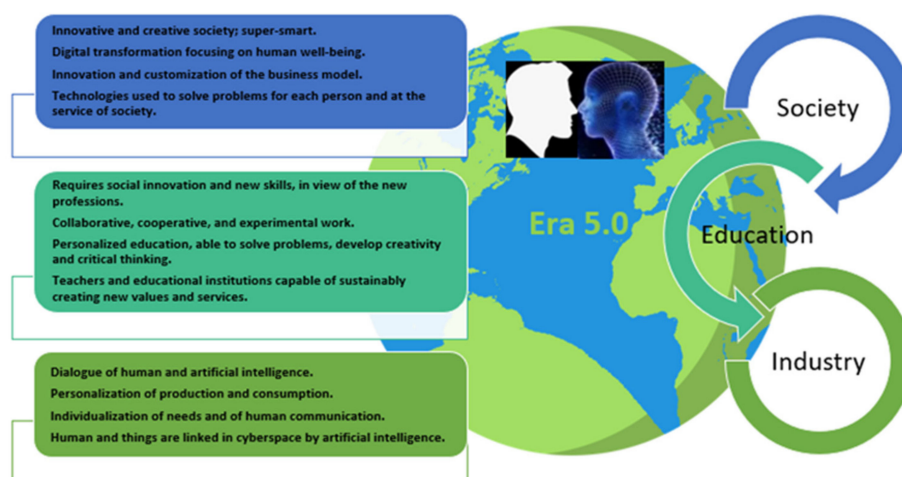 Innovative and creative society; super-smart.
Digital transformation focusing on human well-being.
Innovation and customization of the business model.
Technologies used to solve problems for each person and at the
service of society.
Society
Requires social innovation and new skills, in view of the new
professions.
Collaborative, cooperative, and experimental work.
Personalized education, able to solve problems, develop creativity
and critical thinking.
Teachers and educational institutions capable of sustainably
creating new values and services.
Era 5.0
Education
Dialogue of human and artificial intelligence.
Personalization of production and consumption.
Individualization of needs and of human communication.
Human and things are linked in cyberspace by artificial intelligence.
Industry